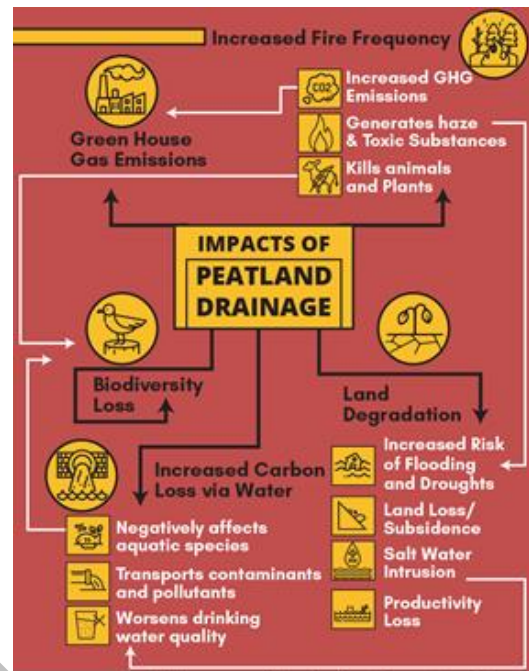 Increased Fire Frequency
CO2
Increased GHG
Emissions
Green House
Gas Emissions
Generates haze
& Toxic Substances
Kills animals
and Plants
IMPACTS OF
PEATLAND
DRAINAGE
Biodiversity
Loss
Land
Degradation
Increased Carbon
Loss via Water
Negatively affects
aquatic species
Transports contaminants
and pollutants
Worsens drinking
water quality
Increased Risk
of Flooding
and Droughts
Land Loss/
Subsidence
Salt Water
Intrusion
Productivity
Loss